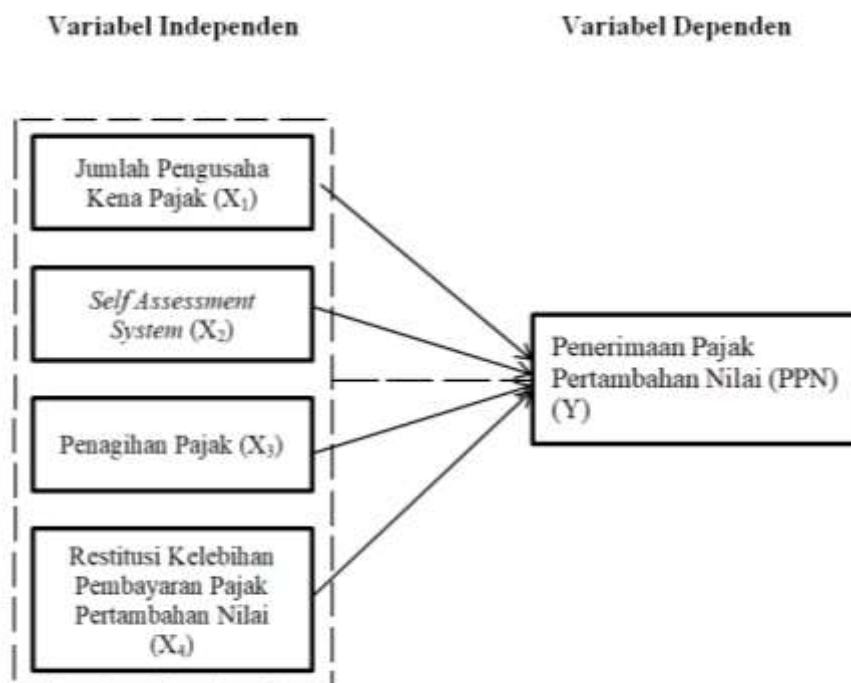 Variabel Independen
Variabel Dependen
Jumlah Pengusaha
Kena Pajak (X₁)
Self Assessment
System (X₂)
Penagihan Pajak (X₃)
Restitusi Kelebihan
Pembayaran Pajak
Pertambahan Nilai
(X₄)
Penerimaan Pajak
Pertambahan Nilai (PPN)
(Y)